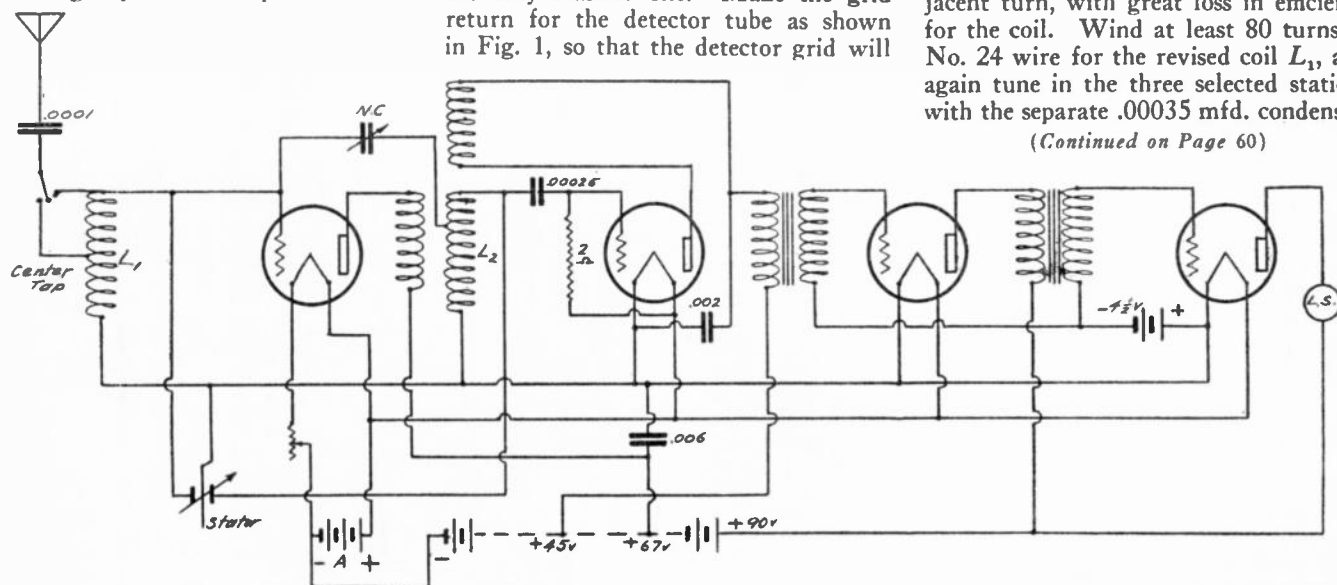 return for the detector tube as shown
in Fig. 1, so that the detector grid will
jacent turn, with great loss in
for the coil. Wind at least 80 turns
No. 24 wire for the revised coil L₁,
again tune in the three selected
with the separate .00035 mfd.
(Continued on Page 60)
.0001
N.C
.00025
L₁
Center
Tap
L₂
2
Ω
.002
-4½v +
L.S.
.006
Stator
- A +
-
+45v
+67v
+90v